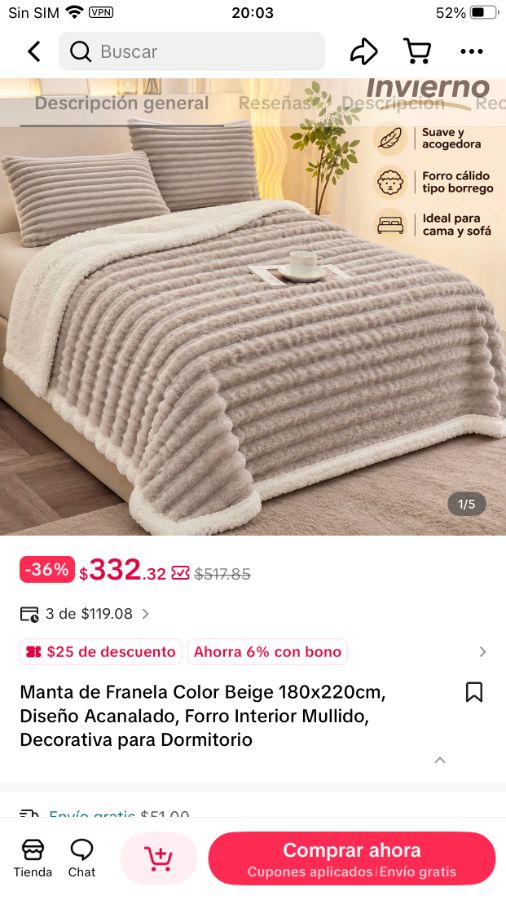 Sin SIM VPN 20:03 52%
Buscar
Invierno
Descripción general Reseñas Descripción Rec
Suave y
acogedora
Forro cálido
tipo borrego
Ideal para
cama y sofá
1/5
-36% $332.32 $517.85
3 de $119.08
$25 de descuento Ahorra 6% con bono
Manta de Franela Color Beige 180x220cm,
Diseño Acanalado, Forro Interior Mullido,
Decorativa para Dormitorio
Envío gratis $51.00
Comprar ahora
Tienda Chat Cupones aplicados Envío gratis